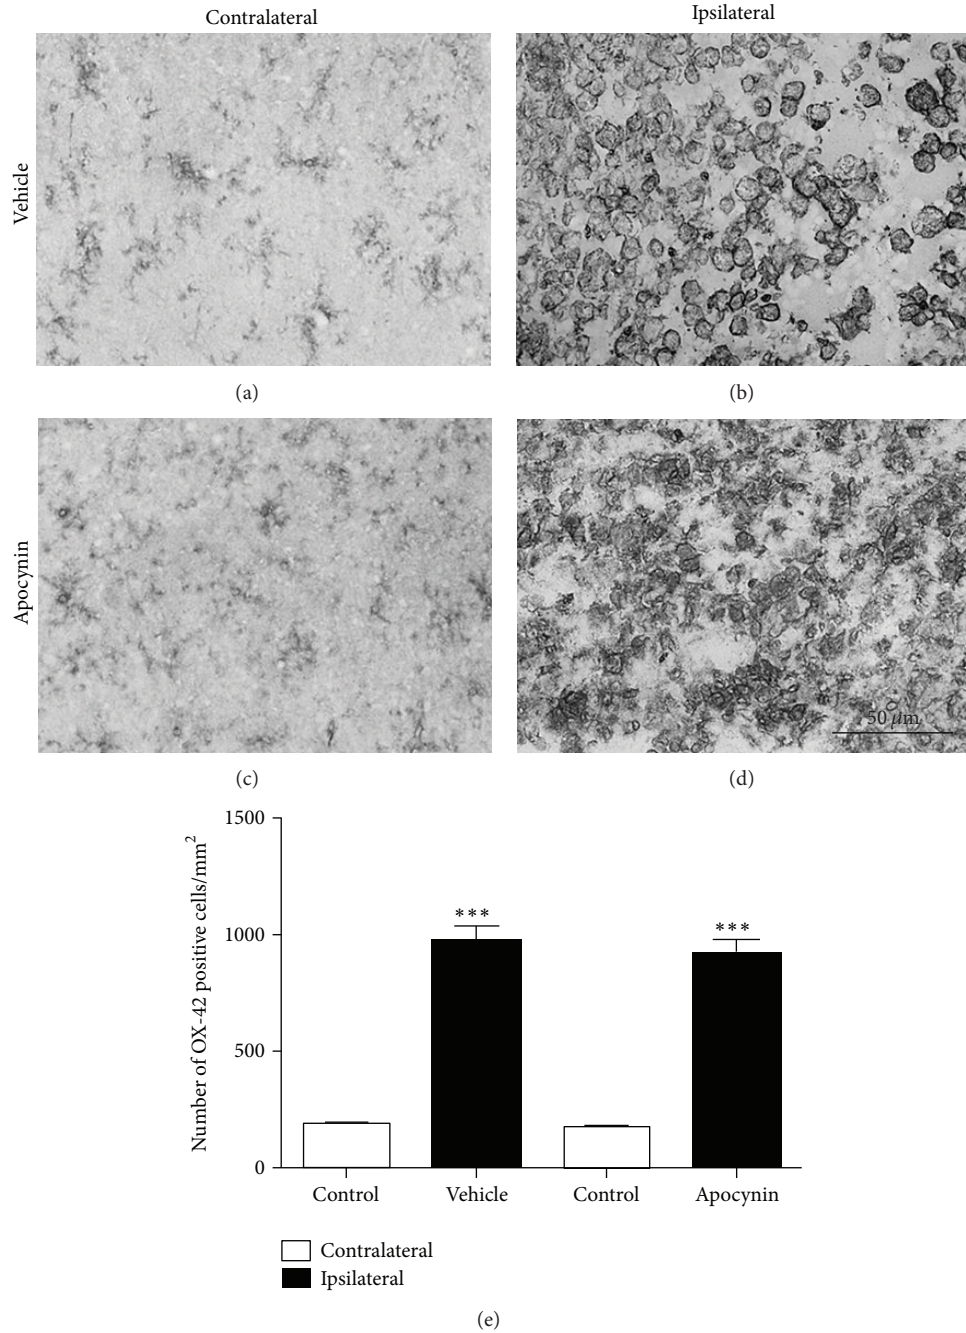 Contralateral
Ipsilateral
Vehicle
(a)
(b)
Apocynin
50 μm
(c)
(d)
Number of OX-42 positive cells/mm²
1500
1000
500
0
***
***
Control
Vehicle
Control
Apocynin
Contralateral
Ipsilateral
(e)